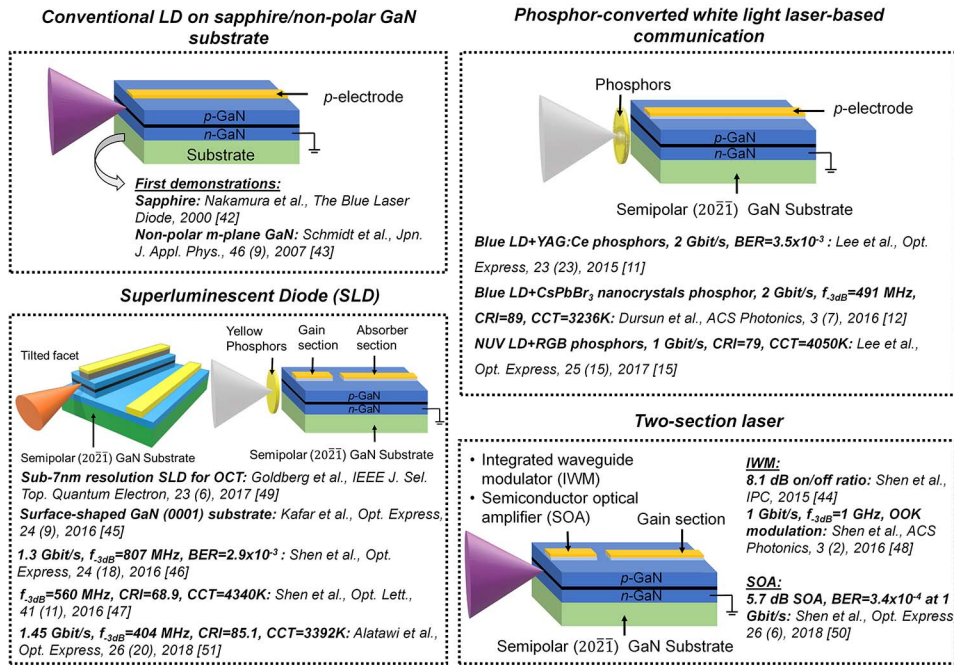 Conventional LD on sapphire/non-polar GaN
substrate
p-electrode
p-GaN
n-GaN
Substrate
First demonstrations:
Sapphire: Nakamura et al., The Blue Laser
Diode, 2000 [42]
Non-polar m-plane GaN: Schmidt et al., Jpn.
J. Appl. Phys., 46 (9), 2007 [43]
Phosphor-converted white light laser-based
communication
Phosphors
p-electrode
p-GaN
n-GaN
Semipolar (202̅1̅) GaN Substrate
Blue LD+YAG:Ce phosphors, 2 Gbit/s, BER=3.5x10⁻³ : Lee et al., Opt.
Express, 23 (23), 2015 [11]
Blue LD+CsPbBr₃ nanocrystals phosphor, 2 Gbit/s, f₋₃dB=491 MHz,
CRI=89, CCT=3236K: Dursun et al., ACS Photonics, 3 (7), 2016 [12]
NUV LD+RGB phosphors, 1 Gbit/s, CRI=79, CCT=4050K: Lee et al.,
Opt. Express, 25 (15), 2017 [15]
Superluminescent Diode (SLD)
Tilted facet
Semipolar (202̅1̅) GaN Substrate
Yellow
Phosphors
Gain
section
Absorber
section
p-GaN
n-GaN
Semipolar (202̅1̅) GaN Substrate
Sub-7nm resolution SLD for OCT: Goldberg et al., IEEE J. Sel.
Top. Quantum Electron, 23 (6), 2017 [49]
Surface-shaped GaN (0001) substrate: Kafar et al., Opt. Express,
24 (9), 2016 [45]
1.3 Gbit/s, f₋₃dB=807 MHz, BER=2.9x10⁻³ : Shen et al., Opt.
Express, 24 (18), 2016 [46]
f₋₃dB=560 MHz, CRI=68.9, CCT=4340K: Shen et al., Opt. Lett.,
41 (11), 2016 [47]
1.45 Gbit/s, f₋₃dB=404 MHz, CRI=85.1, CCT=3392K: Alatawi et al.,
Opt. Express, 26 (20), 2018 [51]
Two-section laser
• Integrated waveguide
modulator (IWM)
• Semiconductor optical
amplifier (SOA)
Gain section
p-GaN
n-GaN
Semipolar (202̅1̅) GaN Substrate
IWM:
8.1 dB on/off ratio: Shen et al.,
IPC, 2015 [44]
1 Gbit/s, f₋₃dB=1 GHz, OOK
modulation: Shen et al., ACS
Photonics, 3 (2), 2016 [48]
SOA:
5.7 dB SOA, BER=3.4x10⁻⁴ at 1
Gbit/s: Shen et al., Opt. Express,
26 (6), 2018 [50]